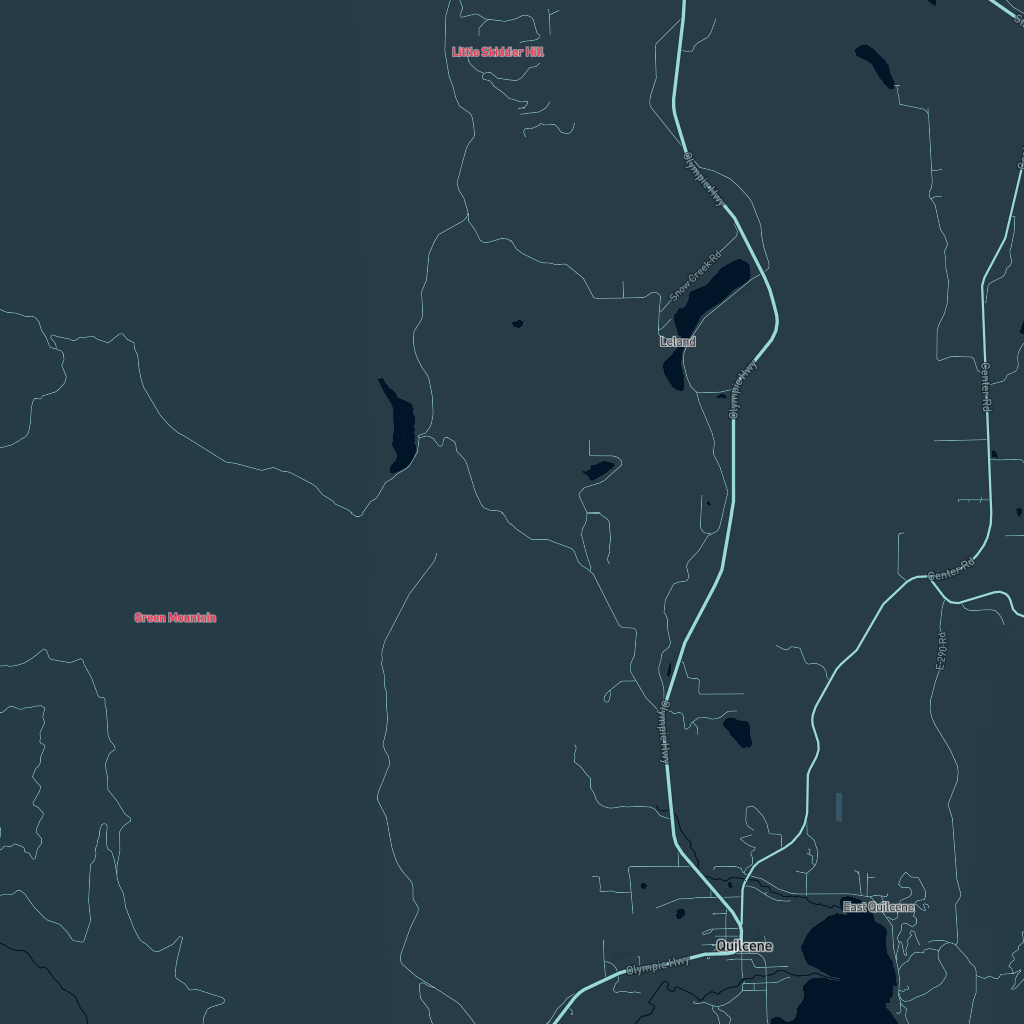 Little Skidder Hill
Olympic Hwy
Snow Creek Rd
Leland
Olympic Hwy
Center Rd
Center Rd
Green Mountain
E-290 Rd
Olympic Hwy
East Quilcene
Quilcene
Olympic Hwy